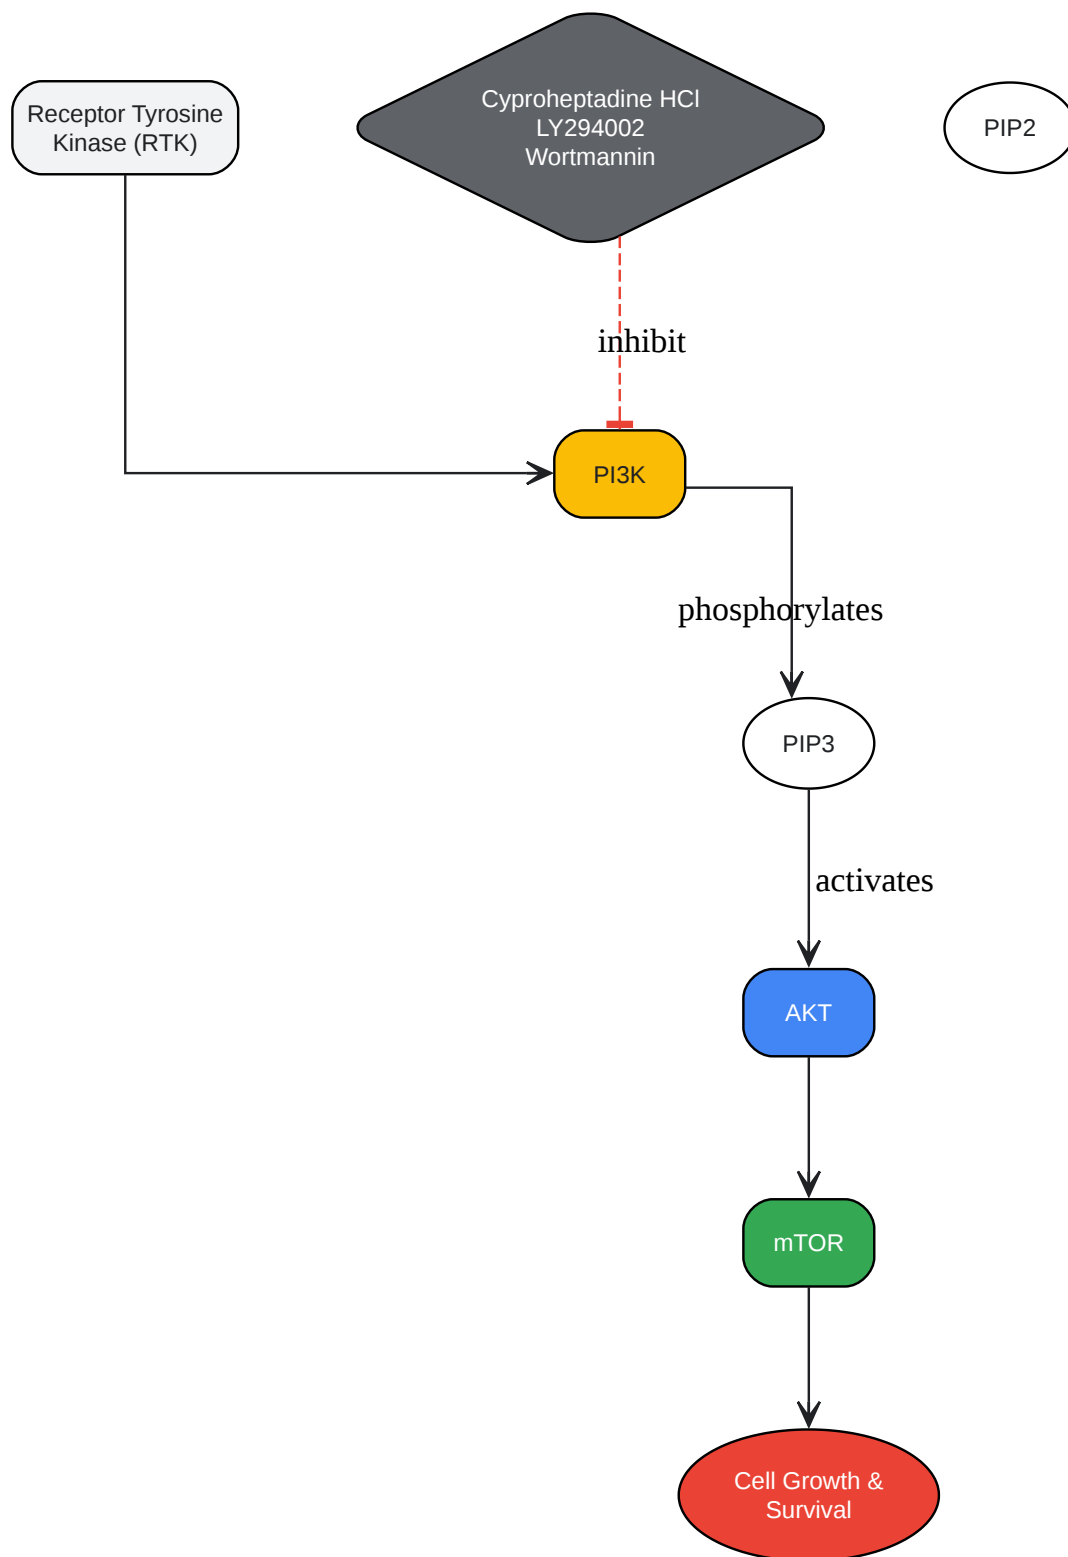 Receptor Tyrosine
Kinase (RTK)
Cyproheptadine HCl
LY294002
Wortmannin
PIP2
inhibit
PI3K
phosphorylates
PIP3
activates
AKT
mTOR
Cell Growth &
Survival